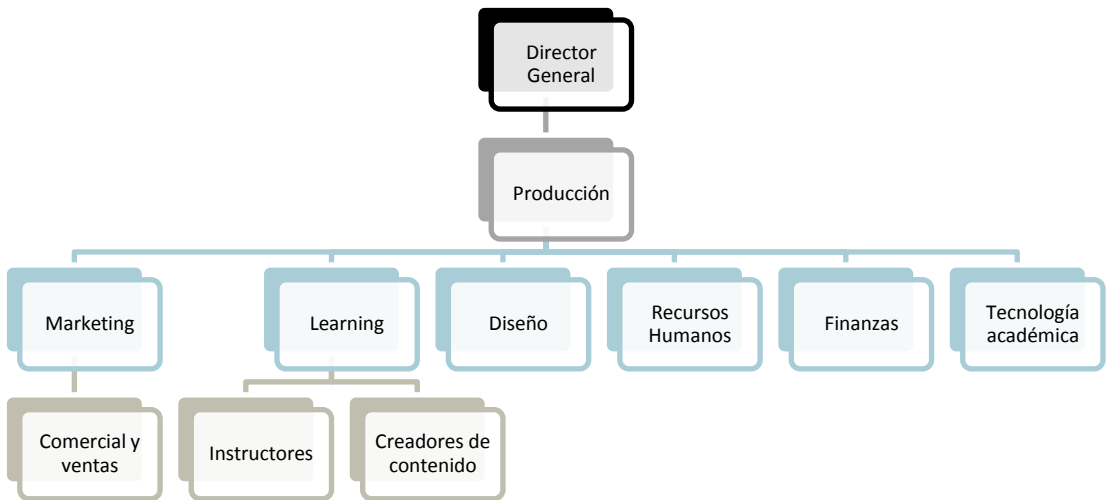 Director
General
Producción
Marketing
Learning
Diseño
Recursos
Humanos
Finanzas
Tecnología
académica
Comercial y
ventas
Instructores
Creadores de
contenido